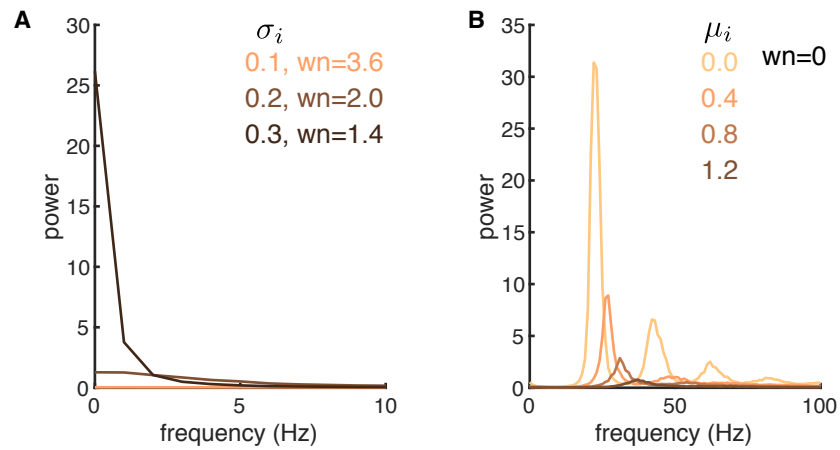 A
σi
0.1, wn=3.6
0.2, wn=2.0
0.3, wn=1.4
30
25
20
15
10
5
0
power
0
5
10
frequency (Hz)
B
μi
wn=0
0.0
0.4
0.8
1.2
35
30
25
20
15
10
5
0
power
0
50
100
frequency (Hz)